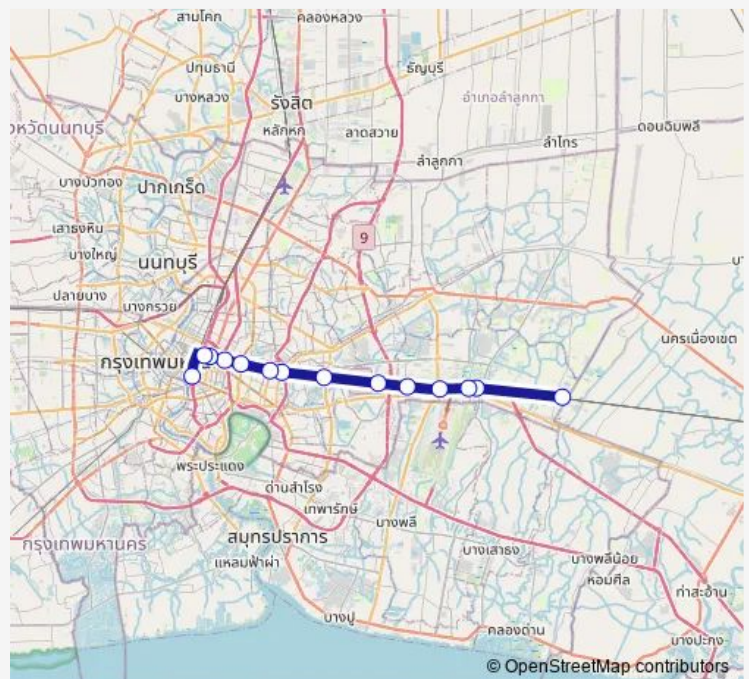 สามโคก
คลองหลวง
ปทุมธานี
ธัญบุรี
บางหลวง
อำเภอลำลูกกา
รังสิต
ังหวัดนนทบุรี
หลักหก
ลาดสวาย
ดอนฉิมพลี
ลำไทร
ลำลูกกา
บางบัวทอง
ปากเกร็ด
เสาธงหิน
9
บางใหญ่
นนทบุรี
ปลายบาง
บางกรวย
นครเนื่องเขต
กรุงเทพมห
พระประแดง
ด่านสำโรง
เทพารักษ์
บางพลี
สมุทรปราการ
กรุงเทพมหานคร
แหลมฟ้าผ่า
บางเสาธง
บางพลีน้อย
หอมศีล
ท่าสะอ้าน
บางปู
คลองด่าน
บางปะกง
© OpenStreetMap contributors